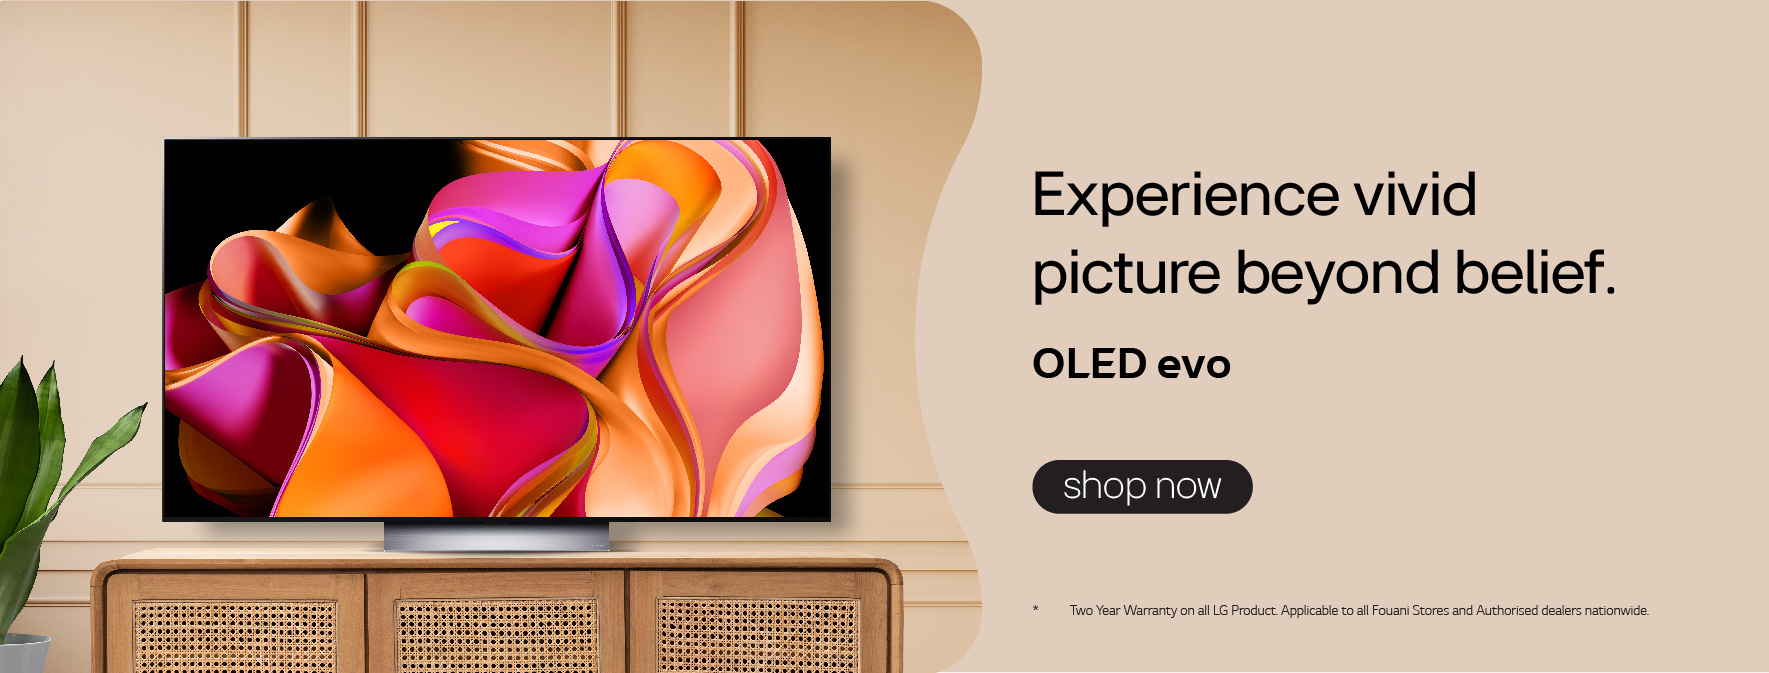 Experience vivid
picture beyond belief.
OLED evo
shop now
* Two Year Warranty on all LG Product. Applicable to all Fouani Stores and Authorised dealers nationwide.